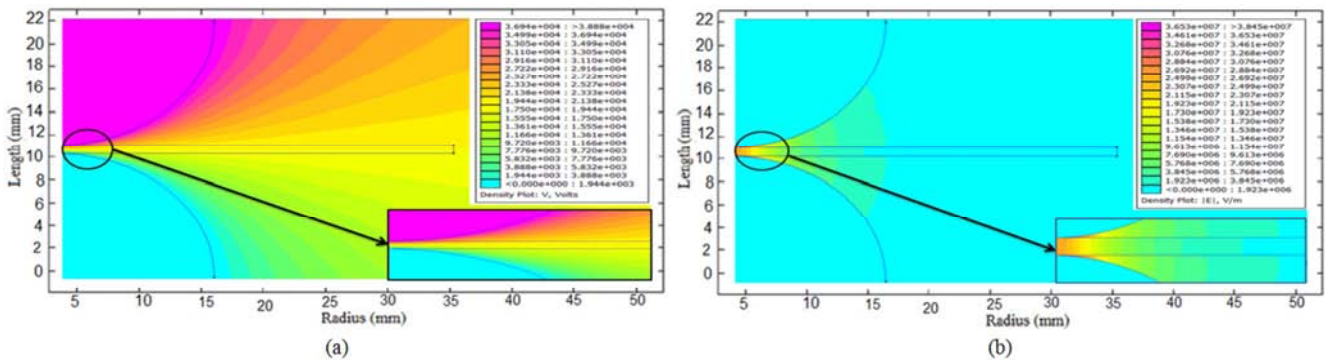 22
20
18
16
14
12
10
8
6
4
2
0
Length (mm)
5
10
15
20
25
30
35
40
45
50
Radius (mm)
3.694e+004 : >3.888e+004
3.499e+004 : 3.694e+004
3.305e+004 : 3.499e+004
3.110e+004 : 3.305e+004
2.916e+004 : 3.110e+004
2.722e+004 : 2.916e+004
2.527e+004 : 2.722e+004
2.333e+004 : 2.527e+004
2.138e+004 : 2.333e+004
1.944e+004 : 2.138e+004
1.750e+004 : 1.944e+004
1.555e+004 : 1.750e+004
1.361e+004 : 1.555e+004
1.166e+004 : 1.361e+004
9.720e+003 : 1.166e+004
7.776e+003 : 9.720e+003
5.832e+003 : 7.776e+003
3.888e+003 : 5.832e+003
1.944e+003 : 3.888e+003
<0.000e+000 : 1.944e+003
Density Plot: V, Volts
(a)
22
20
18
16
14
12
10
8
6
4
2
0
Length (mm)
5
10
15
20
25
30
35
40
45
50
Radius (mm)
3.653e+007 : >3.845e+007
3.461e+007 : 3.653e+007
3.268e+007 : 3.461e+007
3.076e+007 : 3.268e+007
2.884e+007 : 3.076e+007
2.692e+007 : 2.884e+007
2.499e+007 : 2.692e+007
2.307e+007 : 2.499e+007
2.115e+007 : 2.307e+007
1.923e+007 : 2.115e+007
1.730e+007 : 1.923e+007
1.538e+007 : 1.730e+007
1.346e+007 : 1.538e+007
1.154e+007 : 1.346e+007
9.613e+006 : 1.154e+007
7.690e+006 : 9.613e+006
5.768e+006 : 7.690e+006
3.845e+006 : 5.768e+006
1.923e+006 : 3.845e+006
<0.000e+000 : 1.923e+006
Density Plot: |E|, V/m
(b)